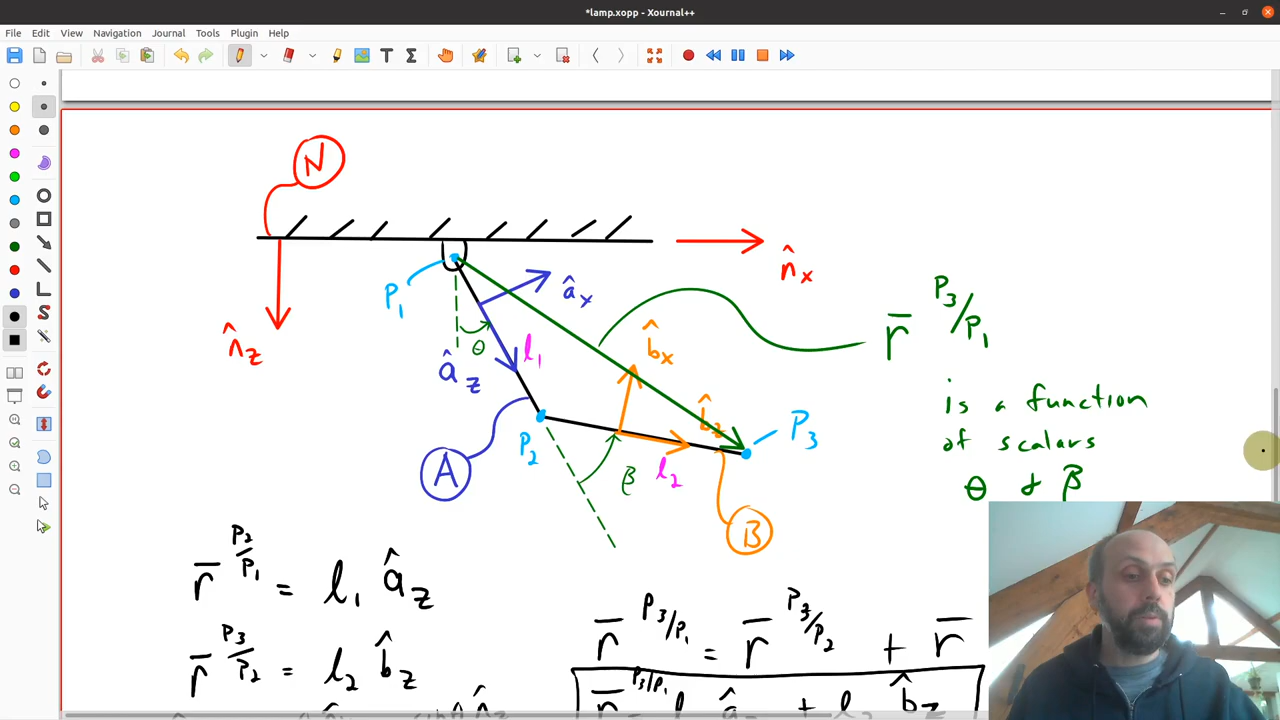 *lamp.xopp - Xournal++
File Edit View Navigation Journal Tools Plugin Help
N
n̂x
n̂z
P1
âx
âz
θ
l1
A
P2
β
b̂x
b̂z
l2
P3
B
r̄ P3/P1
is a function
of scalars
θ & β
r̄ P2/P1 = l1 âz
r̄ P3/P2 = l2 b̂z
r̄ P3/P1 = r̄ P3/P2 + r̄
r̄ P3/P1 = l1 âz + l2 b̂z